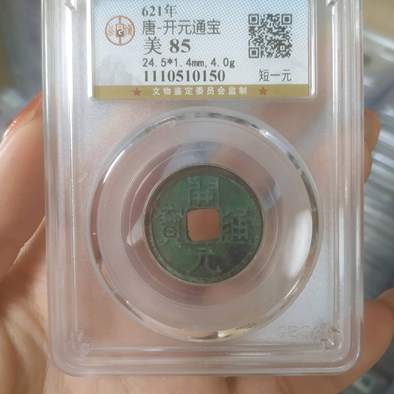 621年
唐-开元通宝
美 85
24.5*1.4mm, 4.0g
1110510150
短一元
★ 文物鉴定委员会监制 ★
開
元
通
寶